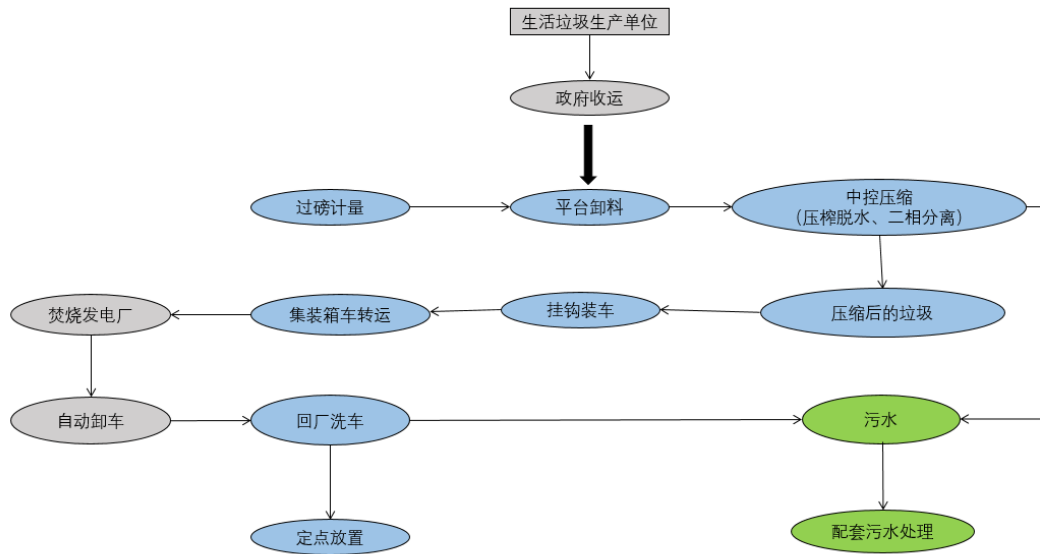 生活垃圾生产单位
政府收运
过磅计量
平台卸料
中控压缩
（压榨脱水、二相分离）
焚烧发电厂
集装箱车转运
挂钩装车
压缩后的垃圾
自动卸车
回厂洗车
污水
定点放置
配套污水处理